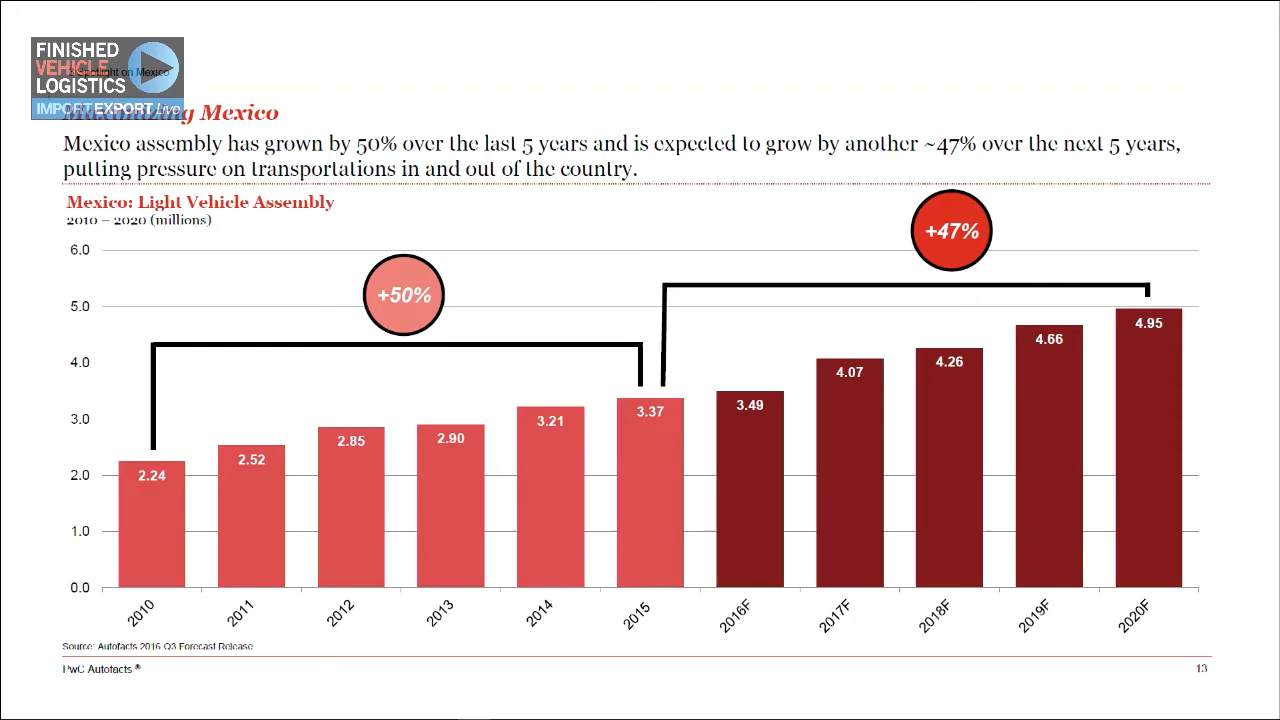 FINISHED
VEHICLE
LOGISTICS
IMPORT EXPORT Live
Spotlight on Mexico
Maximizing Mexico
Mexico assembly has grown by 50% over the last 5 years and is expected to grow by another ~47% over the next 5 years,
putting pressure on transportations in and out of the country.
Mexico: Light Vehicle Assembly
2010 – 2020 (millions)
+47%
+50%
6.0
5.0
4.0
3.0
2.0
1.0
0.0
2.24
2.52
2.85
2.90
3.21
3.37
3.49
4.07
4.26
4.66
4.95
2010
2011
2012
2013
2014
2015
2016F
2017F
2018F
2019F
2020F
Source: Autofacts 2016 Q3 Forecast Release
PwC Autofacts ®
13